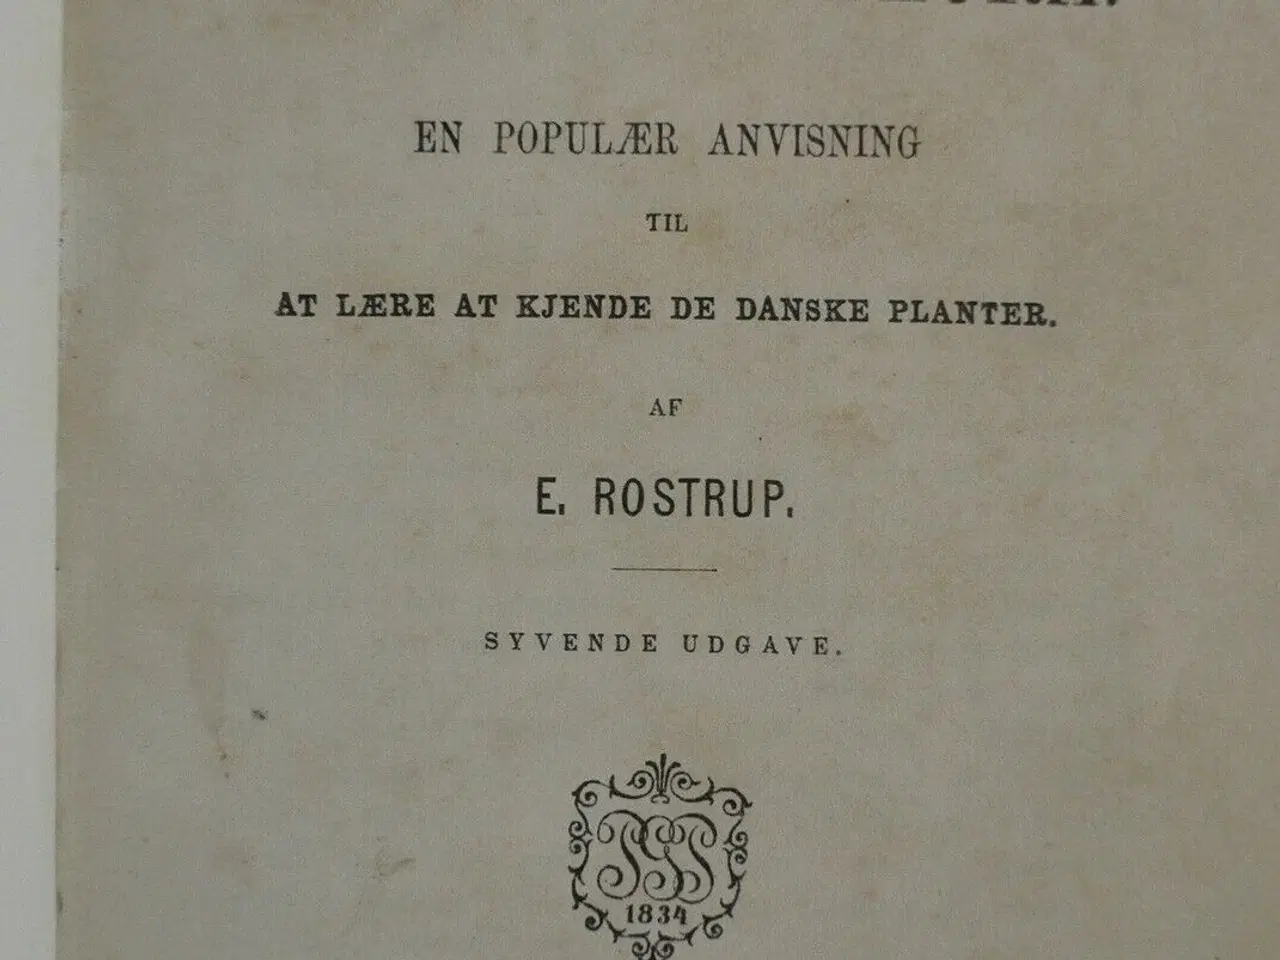 EN POPULÆR ANVISNING
TIL
AT LÆRE AT KJENDE DE DANSKE PLANTER.
AF
E. ROSTRUP.
SYVENDE UDGAVE.
1834